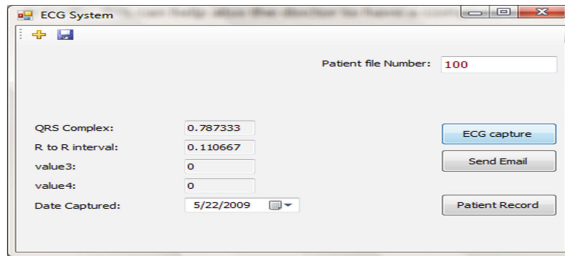 ECG System
Patient file Number: 100
QRS Complex: 0.787333
ECG capture
R to R interval: 0.110667
Send Email
value3: 0
value4: 0
Date Captured: 5/22/2009
Patient Record